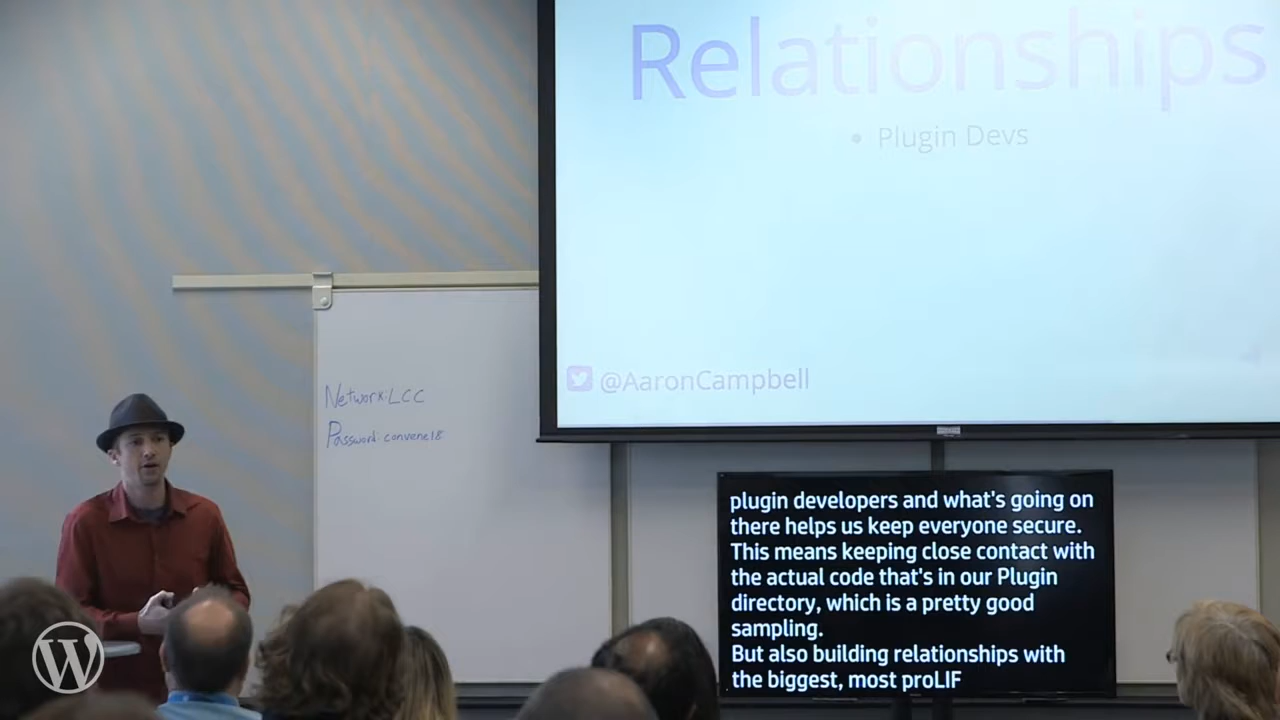 Relationships
• Plugin Devs
@AaronCampbell
Network: LCC
Password: convene18
plugin developers and what's going on
there helps us keep everyone secure.
This means keeping close contact with
the actual code that's in our Plugin
directory, which is a pretty good
sampling.
But also building relationships with
the biggest, most proLIF
W